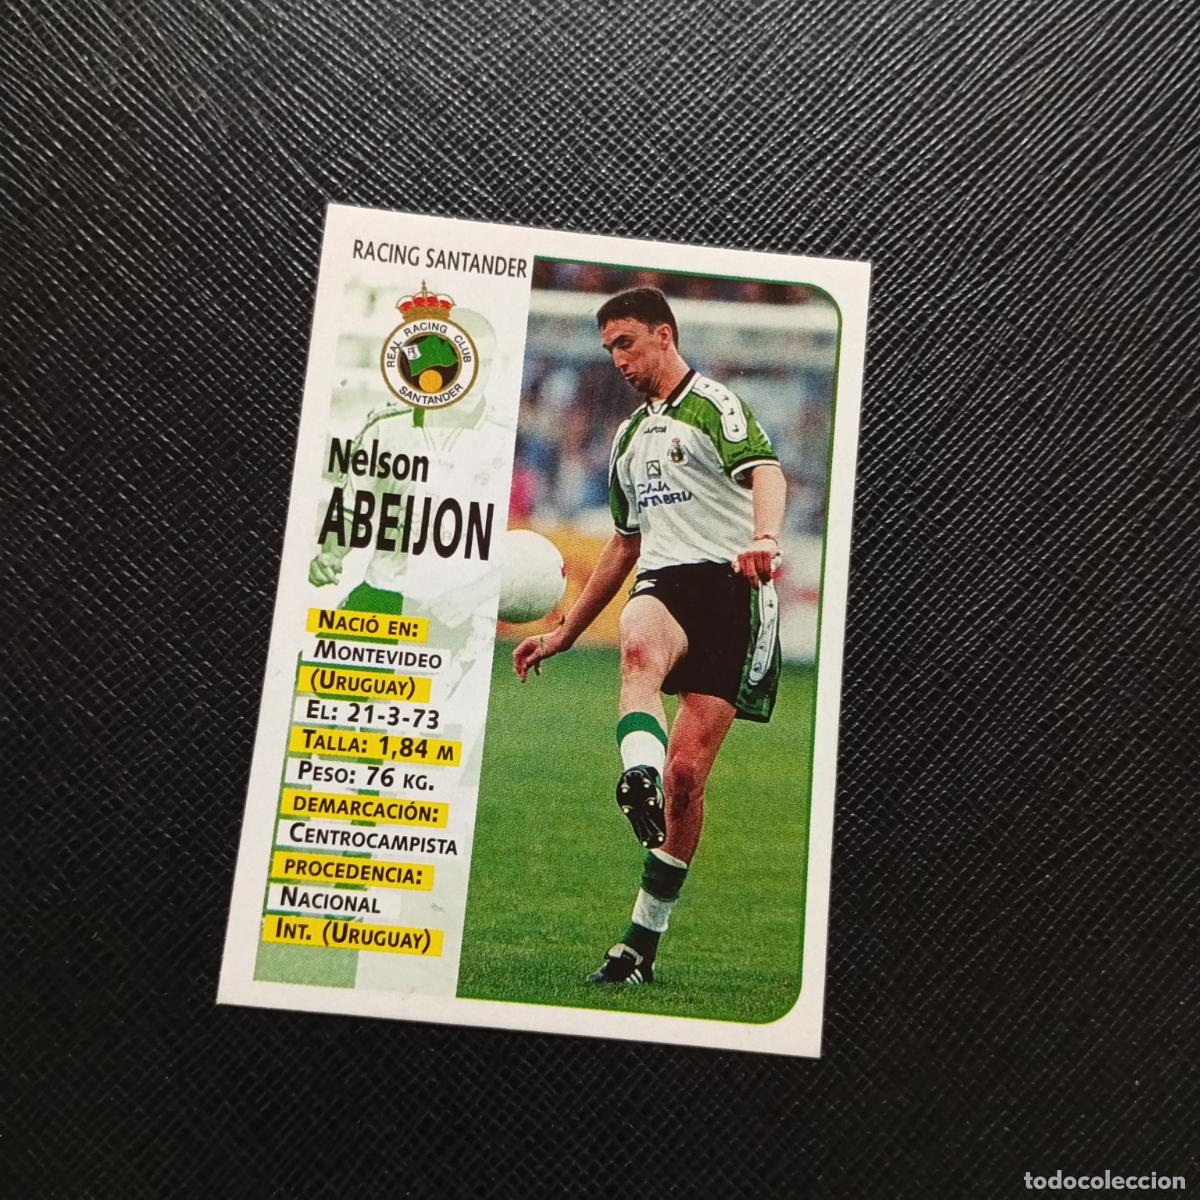 RACING SANTANDER
REAL RACING CLUB
SANTANDER
Nelson
ABEIJON
NACIÓ EN:
MONTEVIDEO
(URUGUAY)
EL: 21-3-73
TALLA: 1,84 M
PESO: 76 KG.
DEMARCACIÓN:
CENTROCAMPISTA
PROCEDENCIA:
NACIONAL
INT. (URUGUAY)
CAJA
todocoleccion